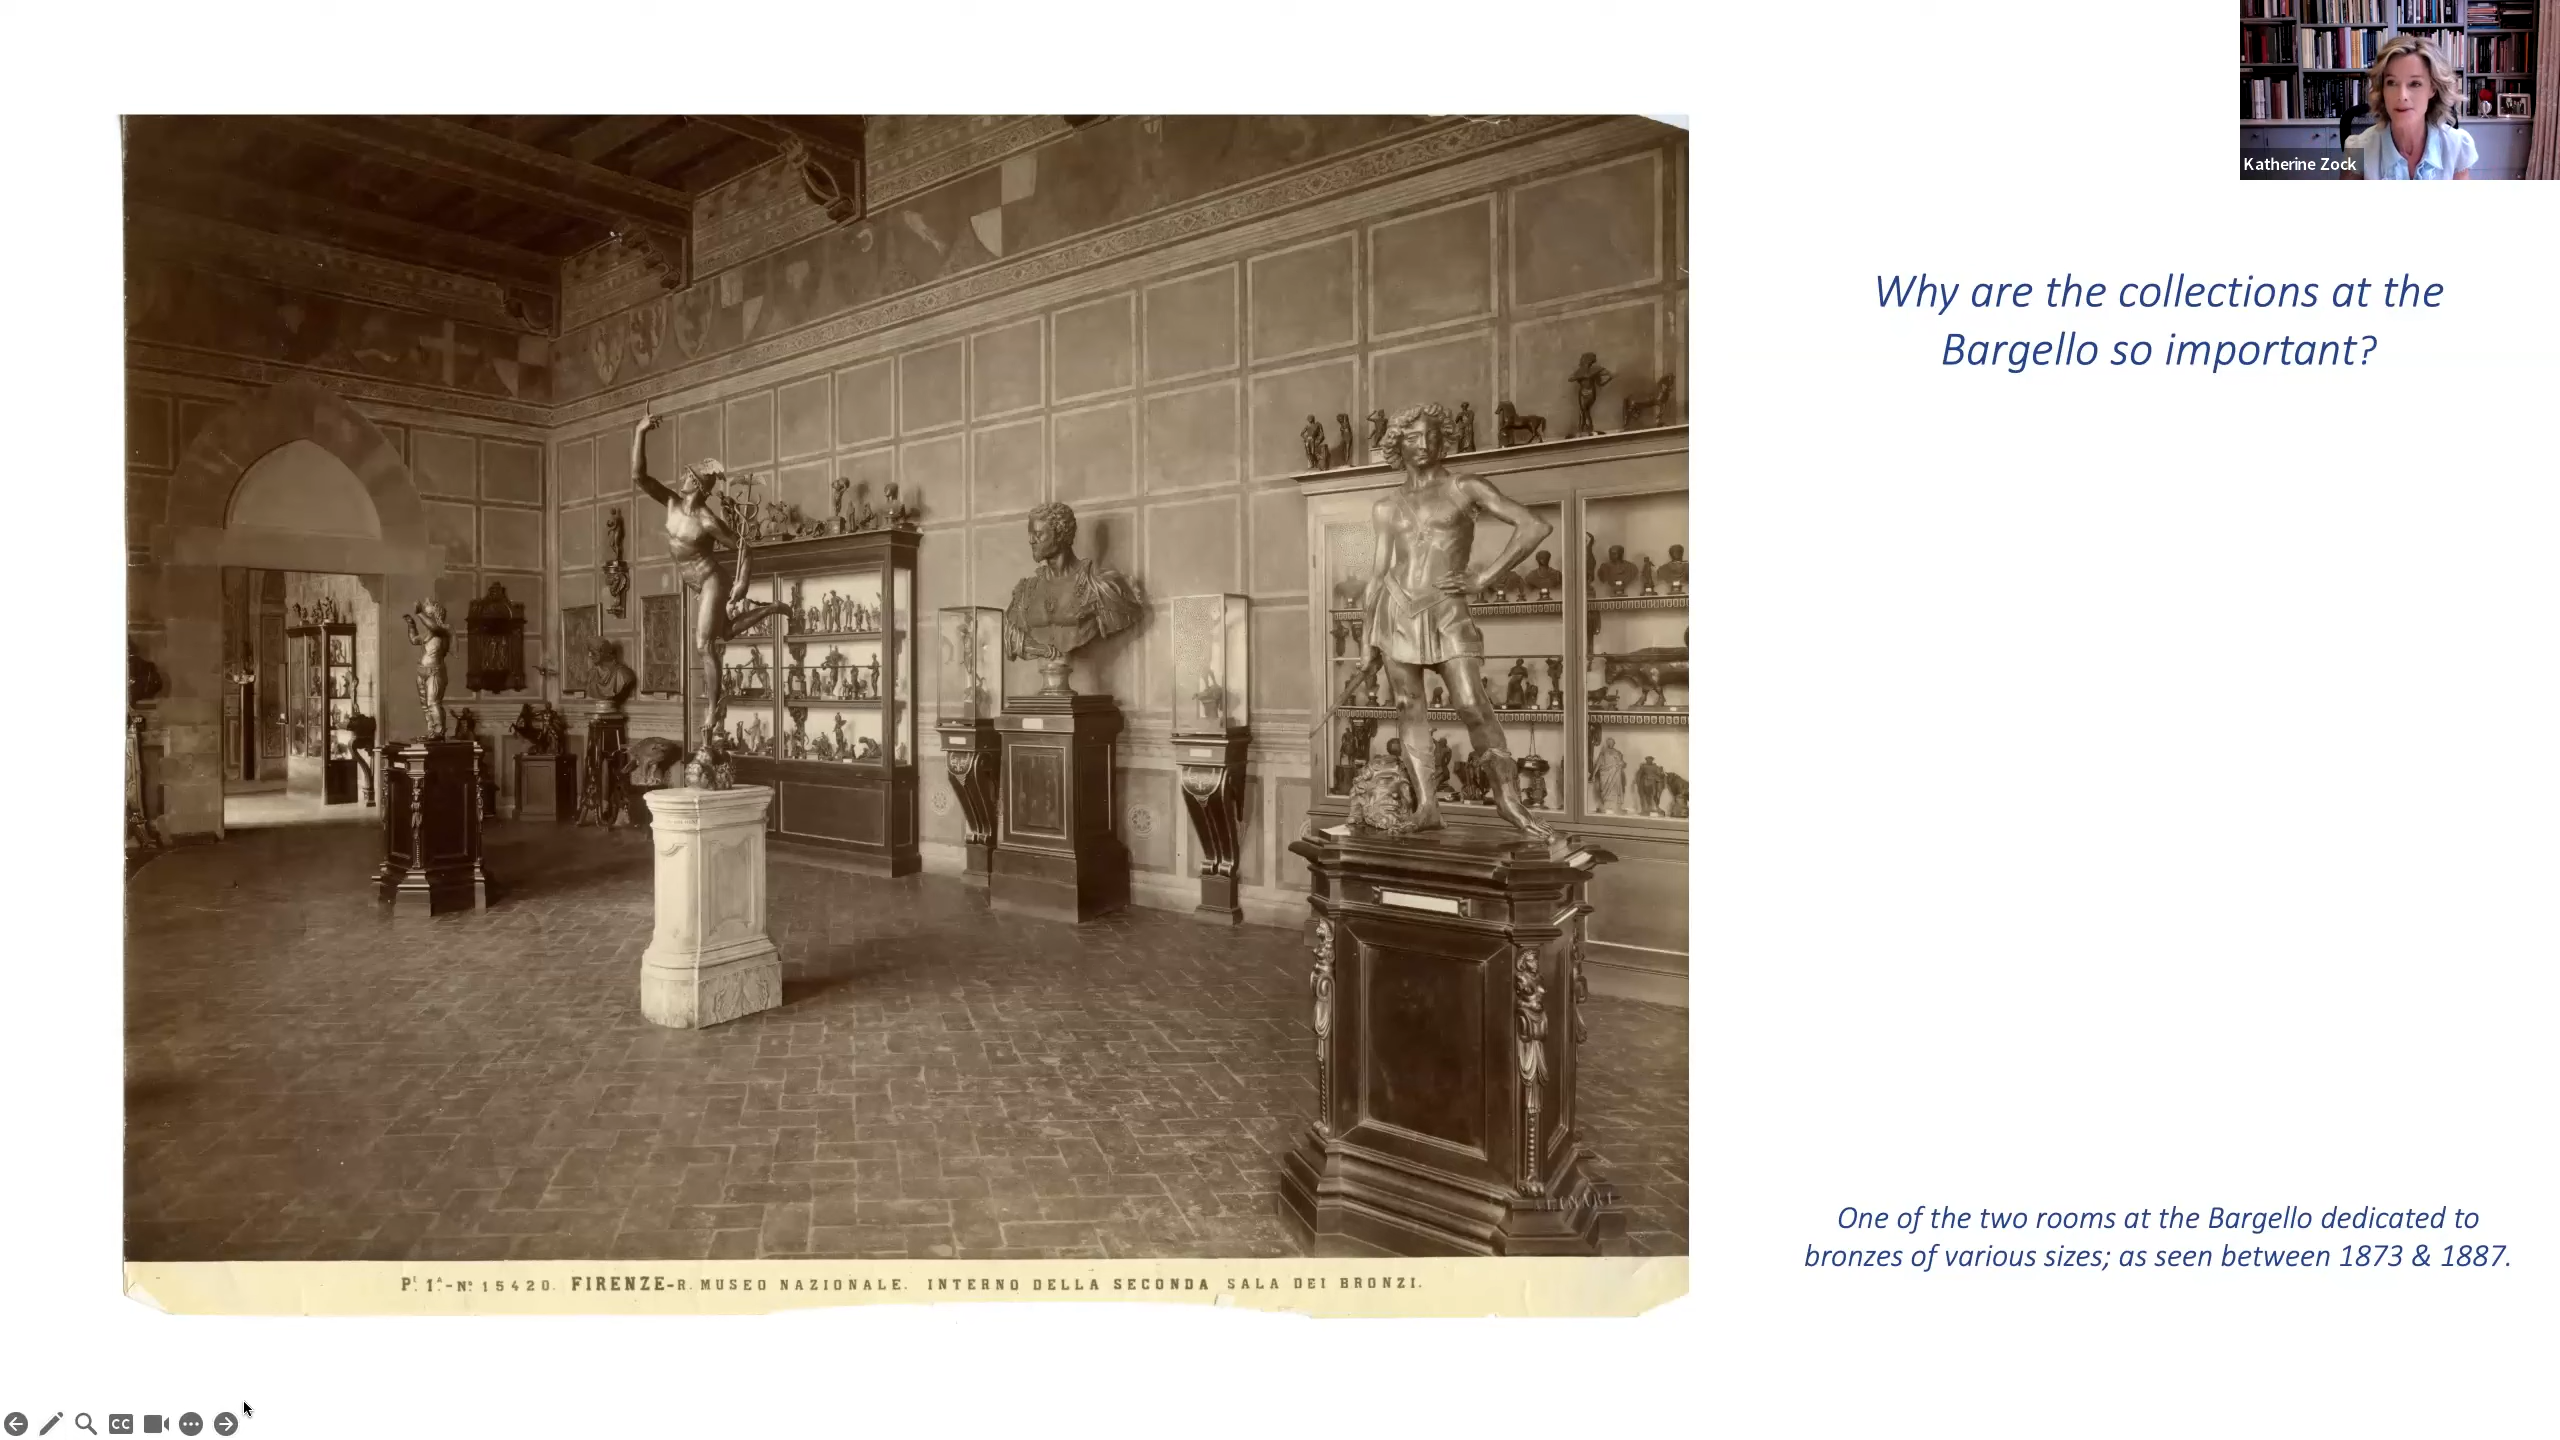 Katherine Zock
Why are the collections at the
Bargello so important?
One of the two rooms at the Bargello dedicated to
bronzes of various sizes; as seen between 1873 & 1887.
Pᵉ. 1ª.-Nº 15420. FIRENZE-R. MUSEO NAZIONALE. INTERNO DELLA SECONDA SALA DEI BRONZI.
CC